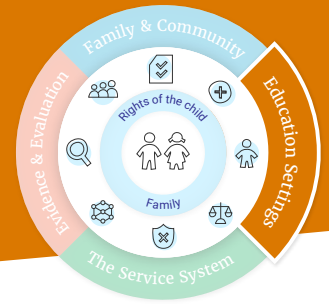 Family & Community
Education Settings
The Service System
Evidence & Evaluation
Rights of the child
Family